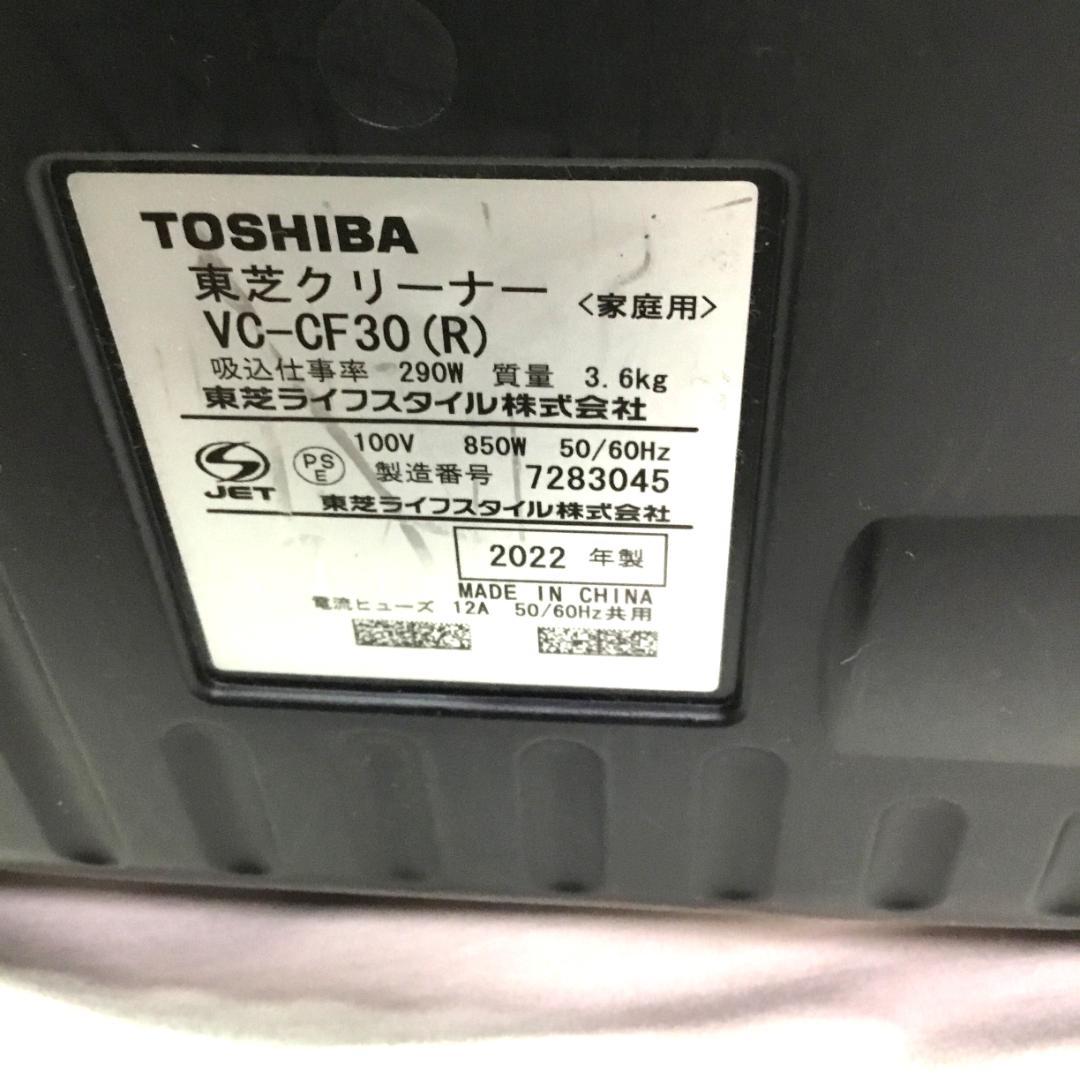 TOSHIBA
東芝クリーナー <家庭用>
VC-CF30(R)
吸込仕事率 290W 質量 3.6kg
東芝ライフスタイル株式会社
100V 850W 50/60Hz
JET PSE 製造番号 7283045
東芝ライフスタイル株式会社
2022 年製
MADE IN CHINA
電流ヒューズ 12A 50/60Hz共用